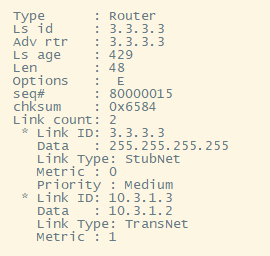 Type : Router
Ls id : 3.3.3.3
Adv rtr : 3.3.3.3
Ls age : 429
Len : 48
Options : E
seq# : 80000015
chksum : 0x6584
Link count: 2
* Link ID: 3.3.3.3
Data : 255.255.255.255
Link Type: StubNet
Metric : 0
Priority : Medium
* Link ID: 10.3.1.3
Data : 10.3.1.2
Link Type: TransNet
Metric : 1